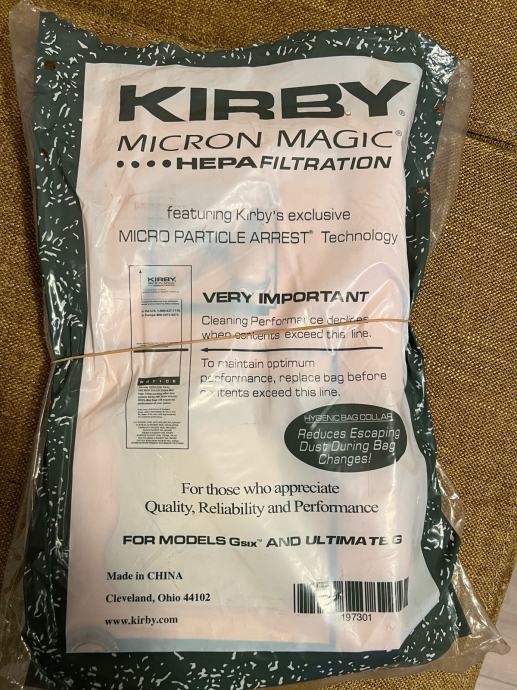 KIRBY®
MICRON MAGIC®
HEPAFILTRATION
featuring Kirby's exclusive
MICRO PARTICLE ARREST® Technology
KIRBY
VERY IMPORTANT
Cleaning Performance declines
when contents exceed this line.
To maintain optimum
performance, replace bag before
contents exceed this line.
NOTICE
HYGENIC BAG COLLAR
Reduces Escaping
Dust During Bag
Changes!
For those who appreciate
Quality, Reliability and Performance
FOR MODELS Gsix™ AND ULTIMATE G
Made in CHINA
Cleveland, Ohio 44102
www.kirby.com
197301